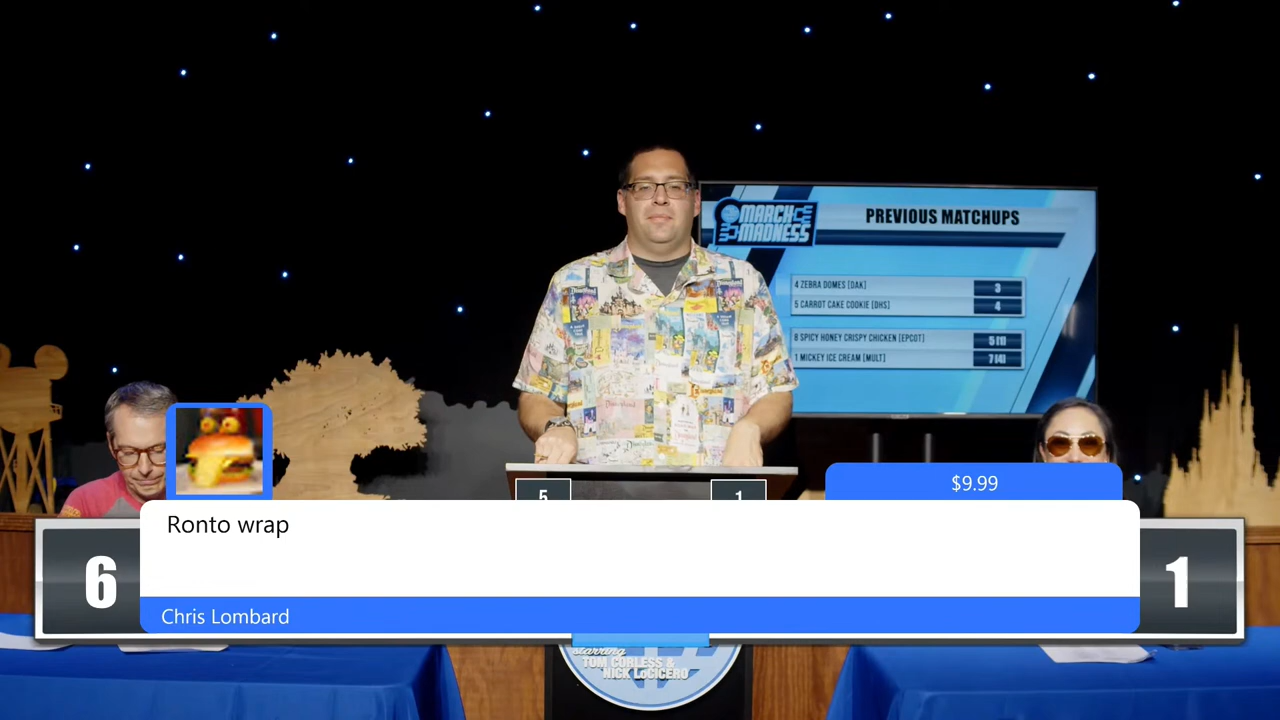 MARCH
MADNESS
PREVIOUS MATCHUPS
4 ZEBRA DOMES [DAK] 3
5 CARROT CAKE COOKIE [DHS] 4
8 SPICY HONEY CRISPY CHICKEN [EPCOT] 5 [1]
1 MICKEY ICE CREAM [MULT] 7 [4]
5
1
$9.99
Ronto wrap
6
1
Chris Lombard
starring
TOM CORLESS &
NICK LoCICERO